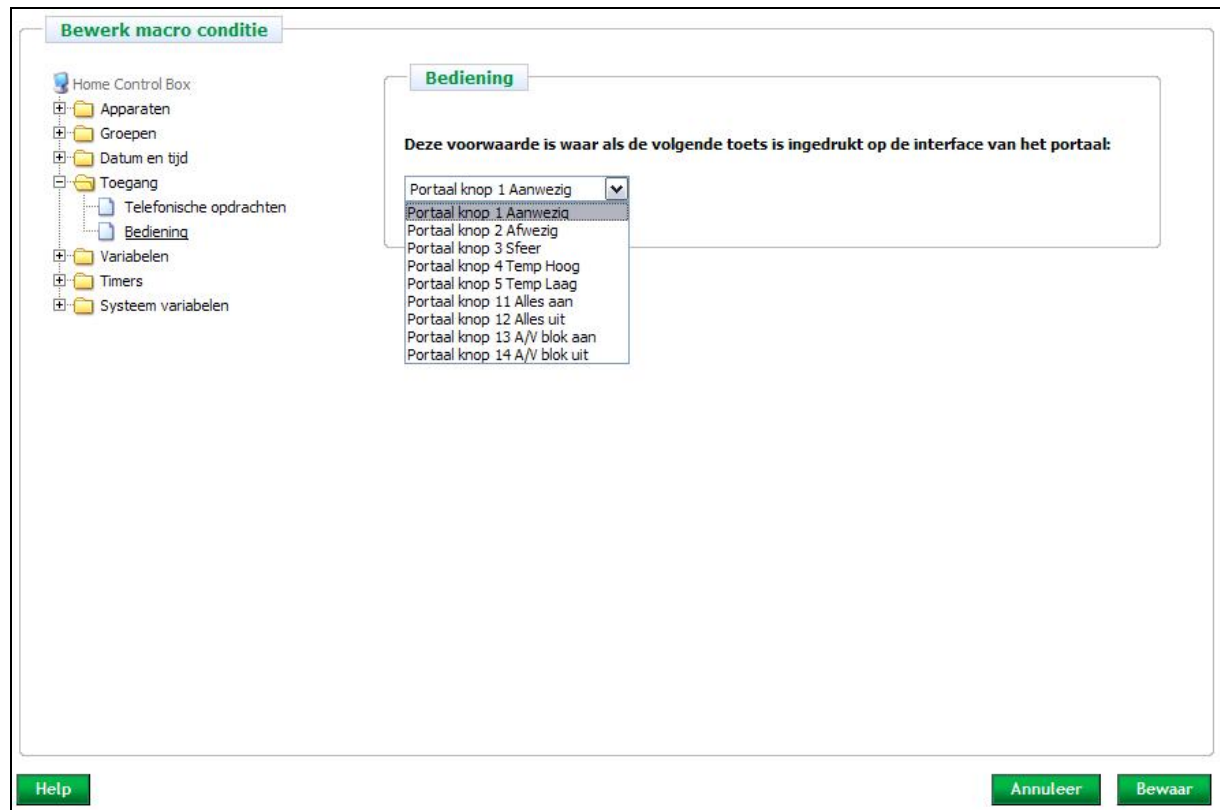 Bewerk macro conditie
Home Control Box
Apparaten
Groepen
Datum en tijd
Toegang
Telefonische opdrachten
Bediening
Variabelen
Timers
Systeem variabelen
Bediening
Deze voorwaarde is waar als de volgende toets is ingedrukt op de interface van het portaal:
Portaal knop 1 Aanwezig
Portaal knop 1 Aanwezig
Portaal knop 2 Afwezig
Portaal knop 3 Sfeer
Portaal knop 4 Temp Hoog
Portaal knop 5 Temp Laag
Portaal knop 11 Alles aan
Portaal knop 12 Alles uit
Portaal knop 13 A/V blok aan
Portaal knop 14 A/V blok uit
Help
Annuleer
Bewaar